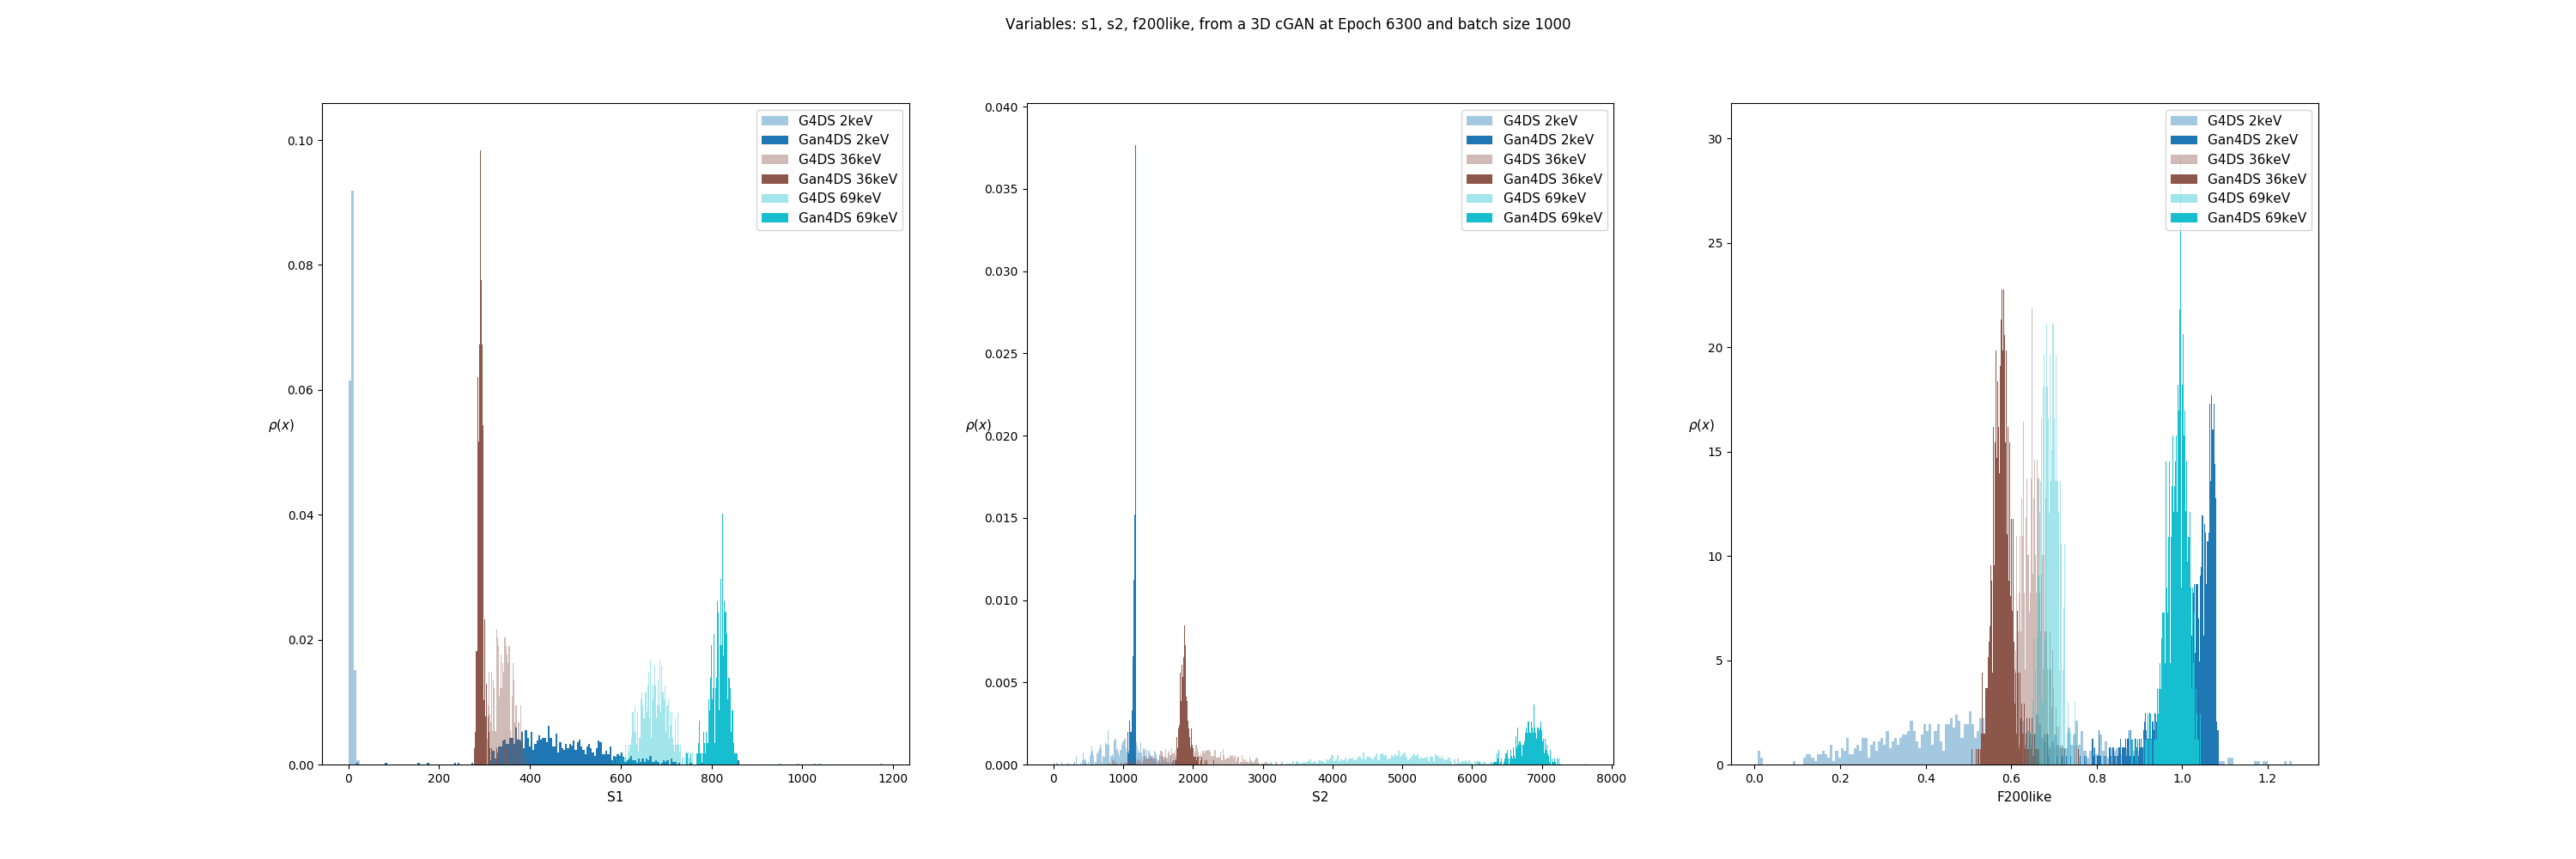 Variables: s1, s2, f200like, from a 3D cGAN at Epoch 6300 and batch size 1000
G4DS 2keV
Gan4DS 2keV
G4DS 36keV
Gan4DS 36keV
G4DS 69keV
Gan4DS 69keV
0.10
0.08
0.06
0.04
0.02
0.00
ρ(x)
0 200 400 600 800 1000 1200
S1
G4DS 2keV
Gan4DS 2keV
G4DS 36keV
Gan4DS 36keV
G4DS 69keV
Gan4DS 69keV
0.040
0.035
0.030
0.025
0.020
0.015
0.010
0.005
0.000
ρ(x)
0 1000 2000 3000 4000 5000 6000 7000 8000
S2
G4DS 2keV
Gan4DS 2keV
G4DS 36keV
Gan4DS 36keV
G4DS 69keV
Gan4DS 69keV
30
25
20
15
10
5
0
ρ(x)
0.0 0.2 0.4 0.6 0.8 1.0 1.2
F200like